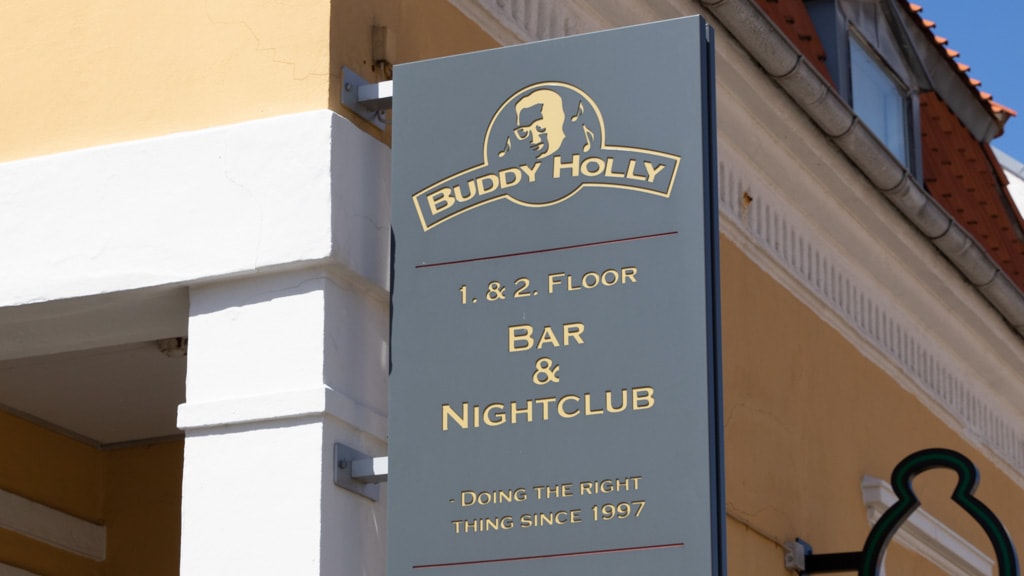 BUDDY HOLLY
1. & 2. FLOOR
BAR
&
NIGHTCLUB
- DOING THE RIGHT
THING SINCE 1997